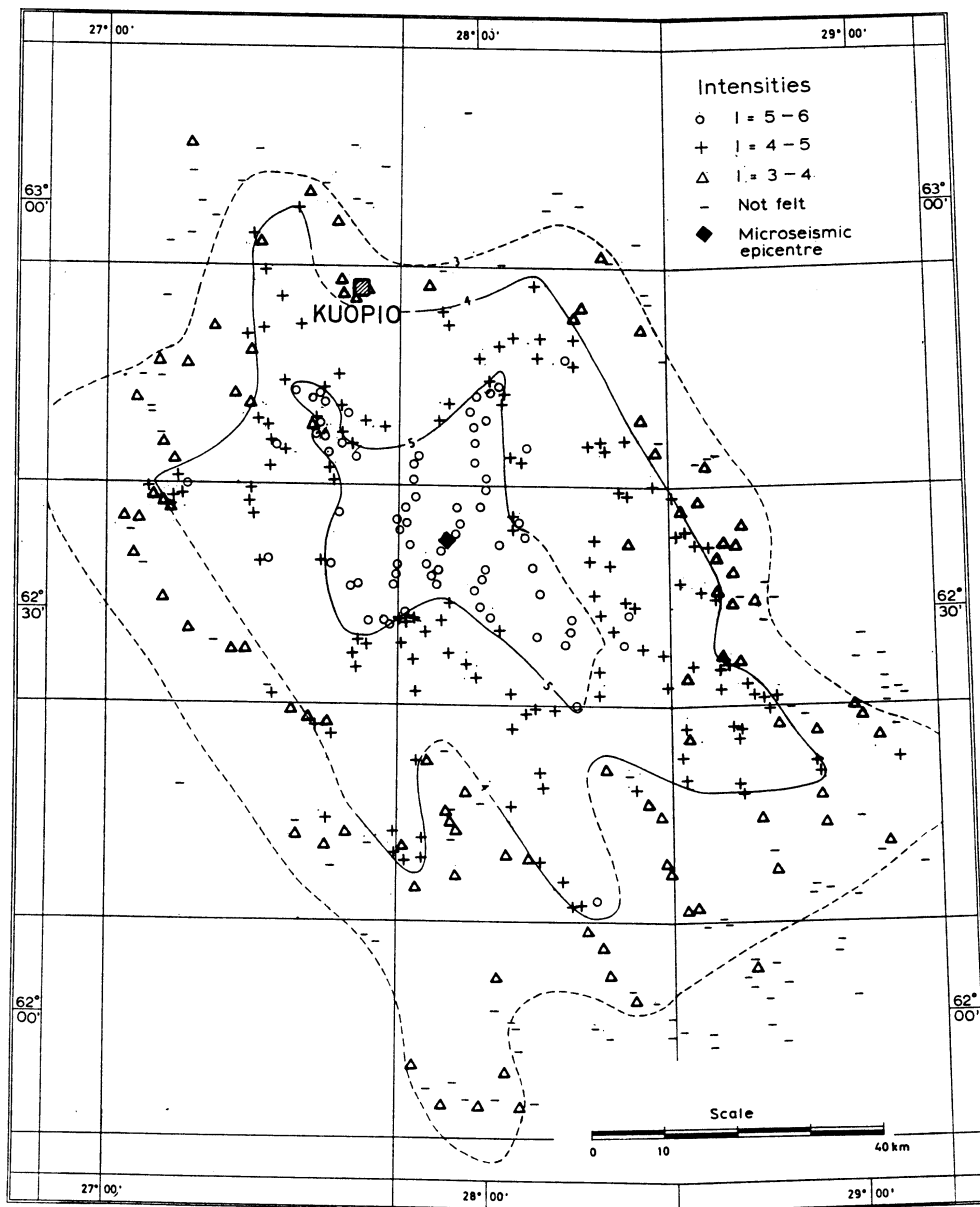 27° 00'
28° 03'
29° 00'
Intensities
o I = 5 – 6
+ I = 4 – 5
△ I = 3 – 4
– Not felt
◆ Microseismic
epicentre
63°
00'
63°
00'
3
4
KUOPIO
5
62°
30'
62°
30'
5
62°
00'
62°
00'
Scale
0 10 40 km
27° 00'
28° 00'
29° 00'